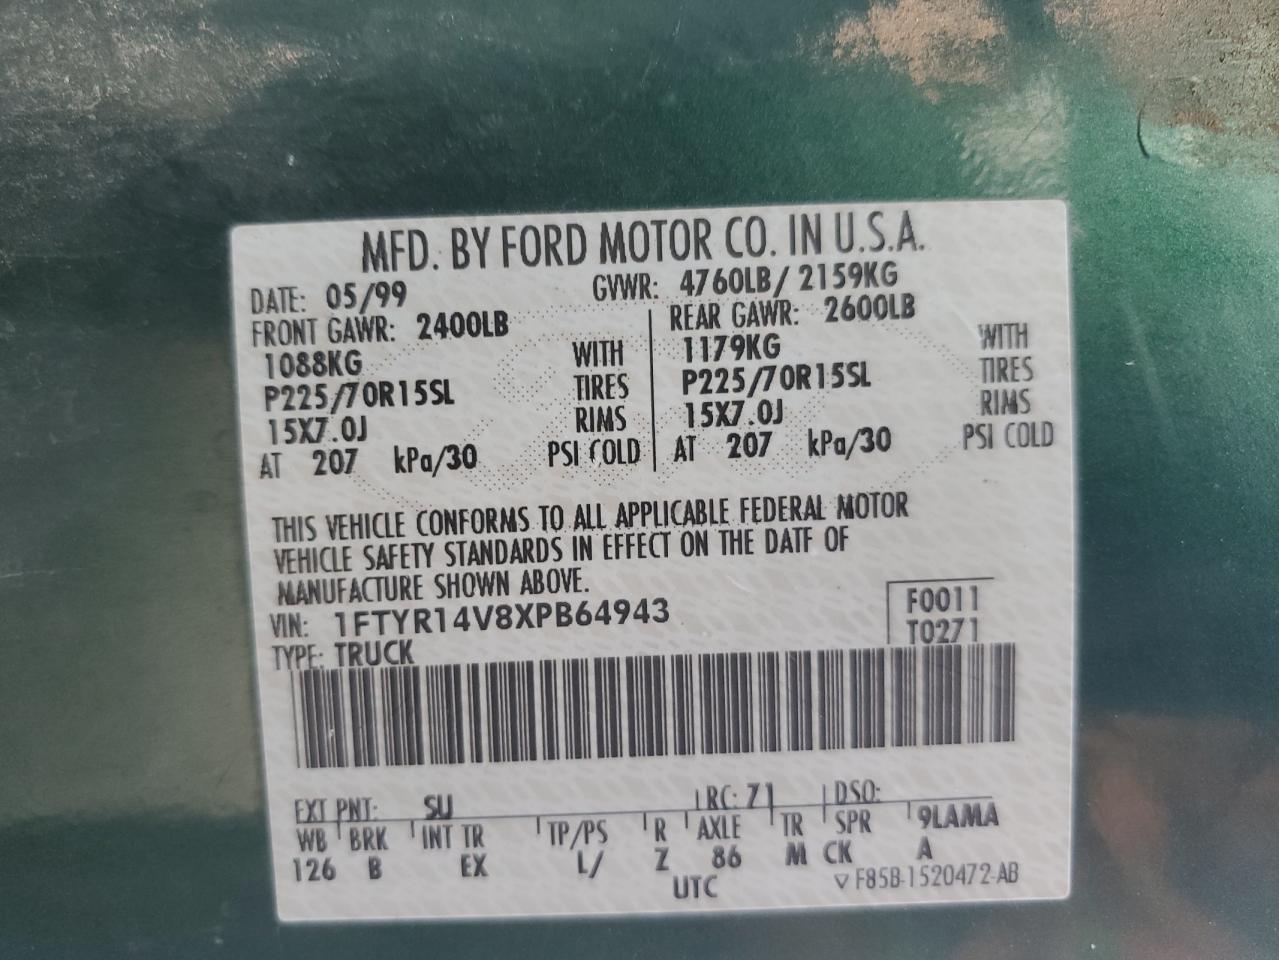 MFD. BY FORD MOTOR CO. IN U.S.A.
DATE: 05/99 GVWR: 4760LB/ 2159KG
FRONT GAWR: 2400LB REAR GAWR: 2600LB
1088KG WITH 1179KG WITH
P225/70R15SL TIRES P225/70R15SL TIRES
15X7.0J RIMS 15X7.0J RIMS
AT 207 kPa/30 PSI COLD AT 207 kPa/30 PSI COLD
THIS VEHICLE CONFORMS TO ALL APPLICABLE FEDERAL MOTOR
VEHICLE SAFETY STANDARDS IN EFFECT ON THE DATE OF
MANUFACTURE SHOWN ABOVE.
VIN: 1FTYR14V8XPB64943 F0011
TYPE: TRUCK T0271
EXT PNT: SU RC: 71 DSO:
WB BRK INT TR TP/PS R AXLE TR SPR 9LAMA
126 B EX L/ Z 86 M CK A
UTC ▽ F85B-1520472-AB